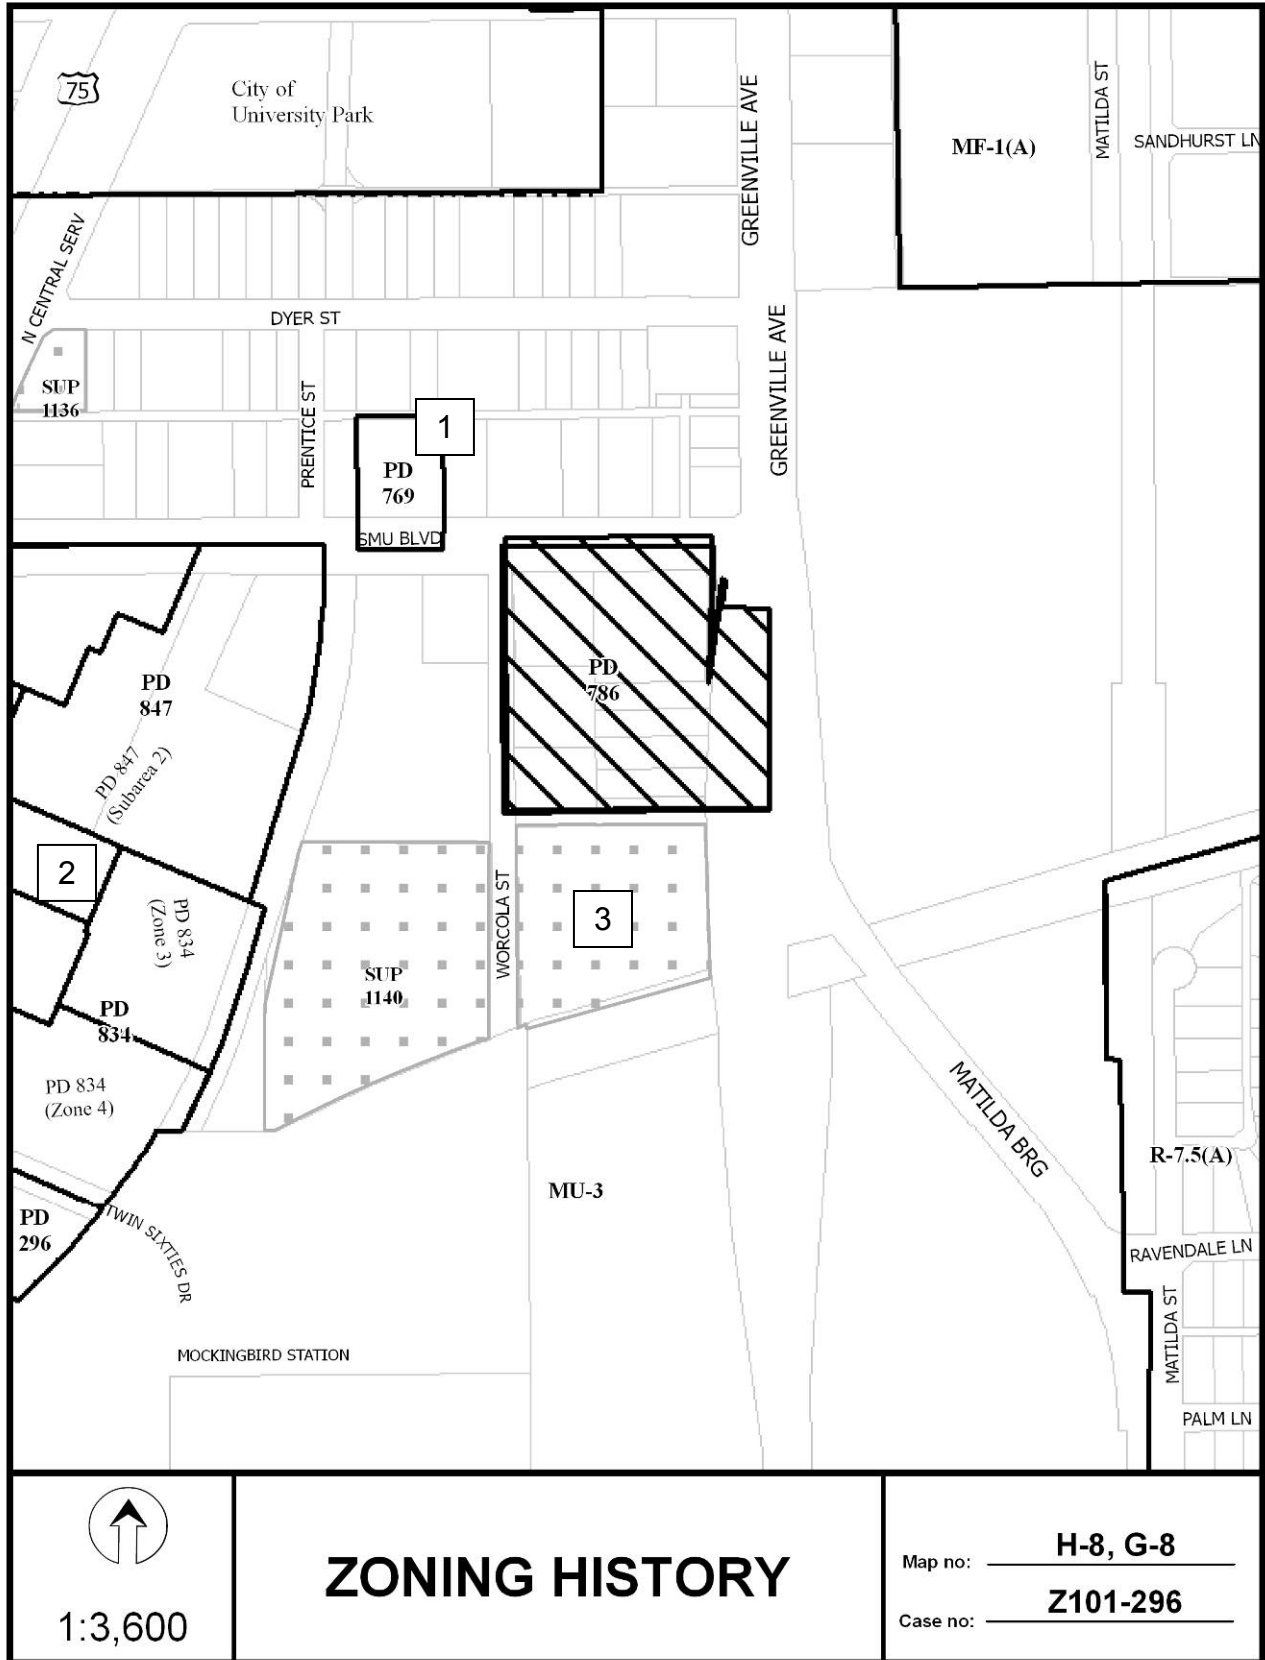 75
City of
University Park
GREENVILLE AVE
MF-1(A)
MATILDA ST
SANDHURST LN
N CENTRAL SERV
DYER ST
GREENVILLE AVE
SUP
1136
PRENTICE ST
1
PD
769
SMU BLVD
PD
847
PD 847
(Subarea 2)
PD
786
2
PD 834
(Zone 3)
WORCOLA ST
3
SUP
1140
PD
834
PD 834
(Zone 4)
MATILDA BRG
R-7.5(A)
MU-3
PD
296
TWIN SIXTIES DR
RAVENDALE LN
MATILDA ST
MOCKINGBIRD STATION
PALM LN
1:3,600
ZONING HISTORY
Map no: H-8, G-8
Case no: Z101-296